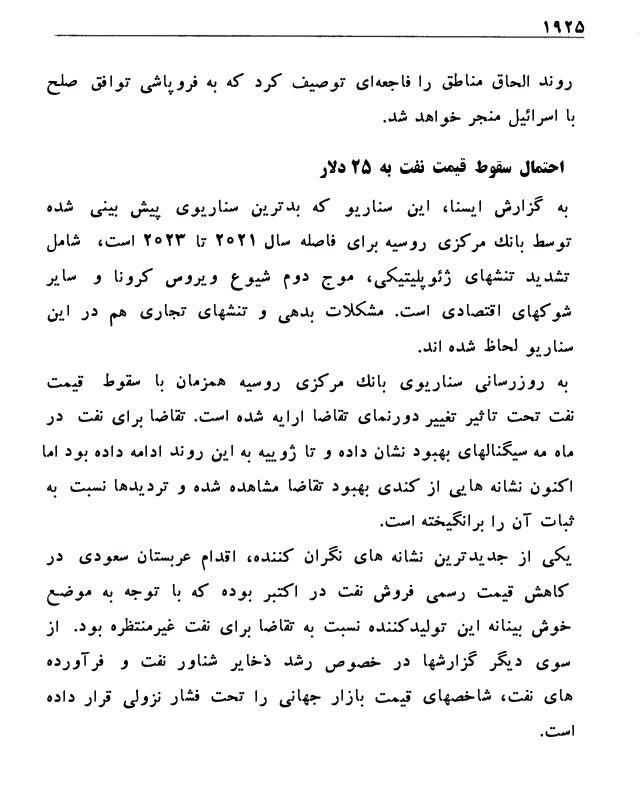 ۱۹۲۵
روند الحاق مناطق را فاجعه‌ای توصیف کرد که به فروپاشی توافق صلح
با اسرائیل منجر خواهد شد.
احتمال سقوط قیمت نفت به ۲۵ دلار
به گزارش ایسنا، این سناریو که بدترین سناریوی پیش بینی شده
توسط بانک مرکزی روسیه برای فاصله سال ۲۰۲۱ تا ۲۰۲۳ است، شامل
تشدید تنشهای ژئوپلیتیکی، موج دوم شیوع ویروس کرونا و سایر
شوکهای اقتصادی است. مشکلات بدهی و تنشهای تجاری هم در این
سناریو لحاظ شده اند.
به روزرسانی سناریوی بانک مرکزی روسیه همزمان با سقوط قیمت
نفت تحت تاثیر تغییر دورنمای تقاضا ارایه شده است. تقاضا برای نفت در
ماه مه سیگنالهای بهبود نشان داده و تا ژوییه به این روند ادامه داده بود اما
اکنون نشانه هایی از کندی بهبود تقاضا مشاهده شده و تردیدها نسبت به
ثبات آن را برانگیخته است.
یکی از جدیدترین نشانه های نگران کننده، اقدام عربستان سعودی در
کاهش قیمت رسمی فروش نفت در اکتبر بوده که با توجه به موضع
خوش بینانه این تولیدکننده نسبت به تقاضا برای نفت غیرمنتظره بود. از
سوی دیگر گزارشها در خصوص رشد ذخایر شناور نفت و فرآورده
های نفت، شاخصهای قیمت بازار جهانی را تحت فشار نزولی قرار داده
است.